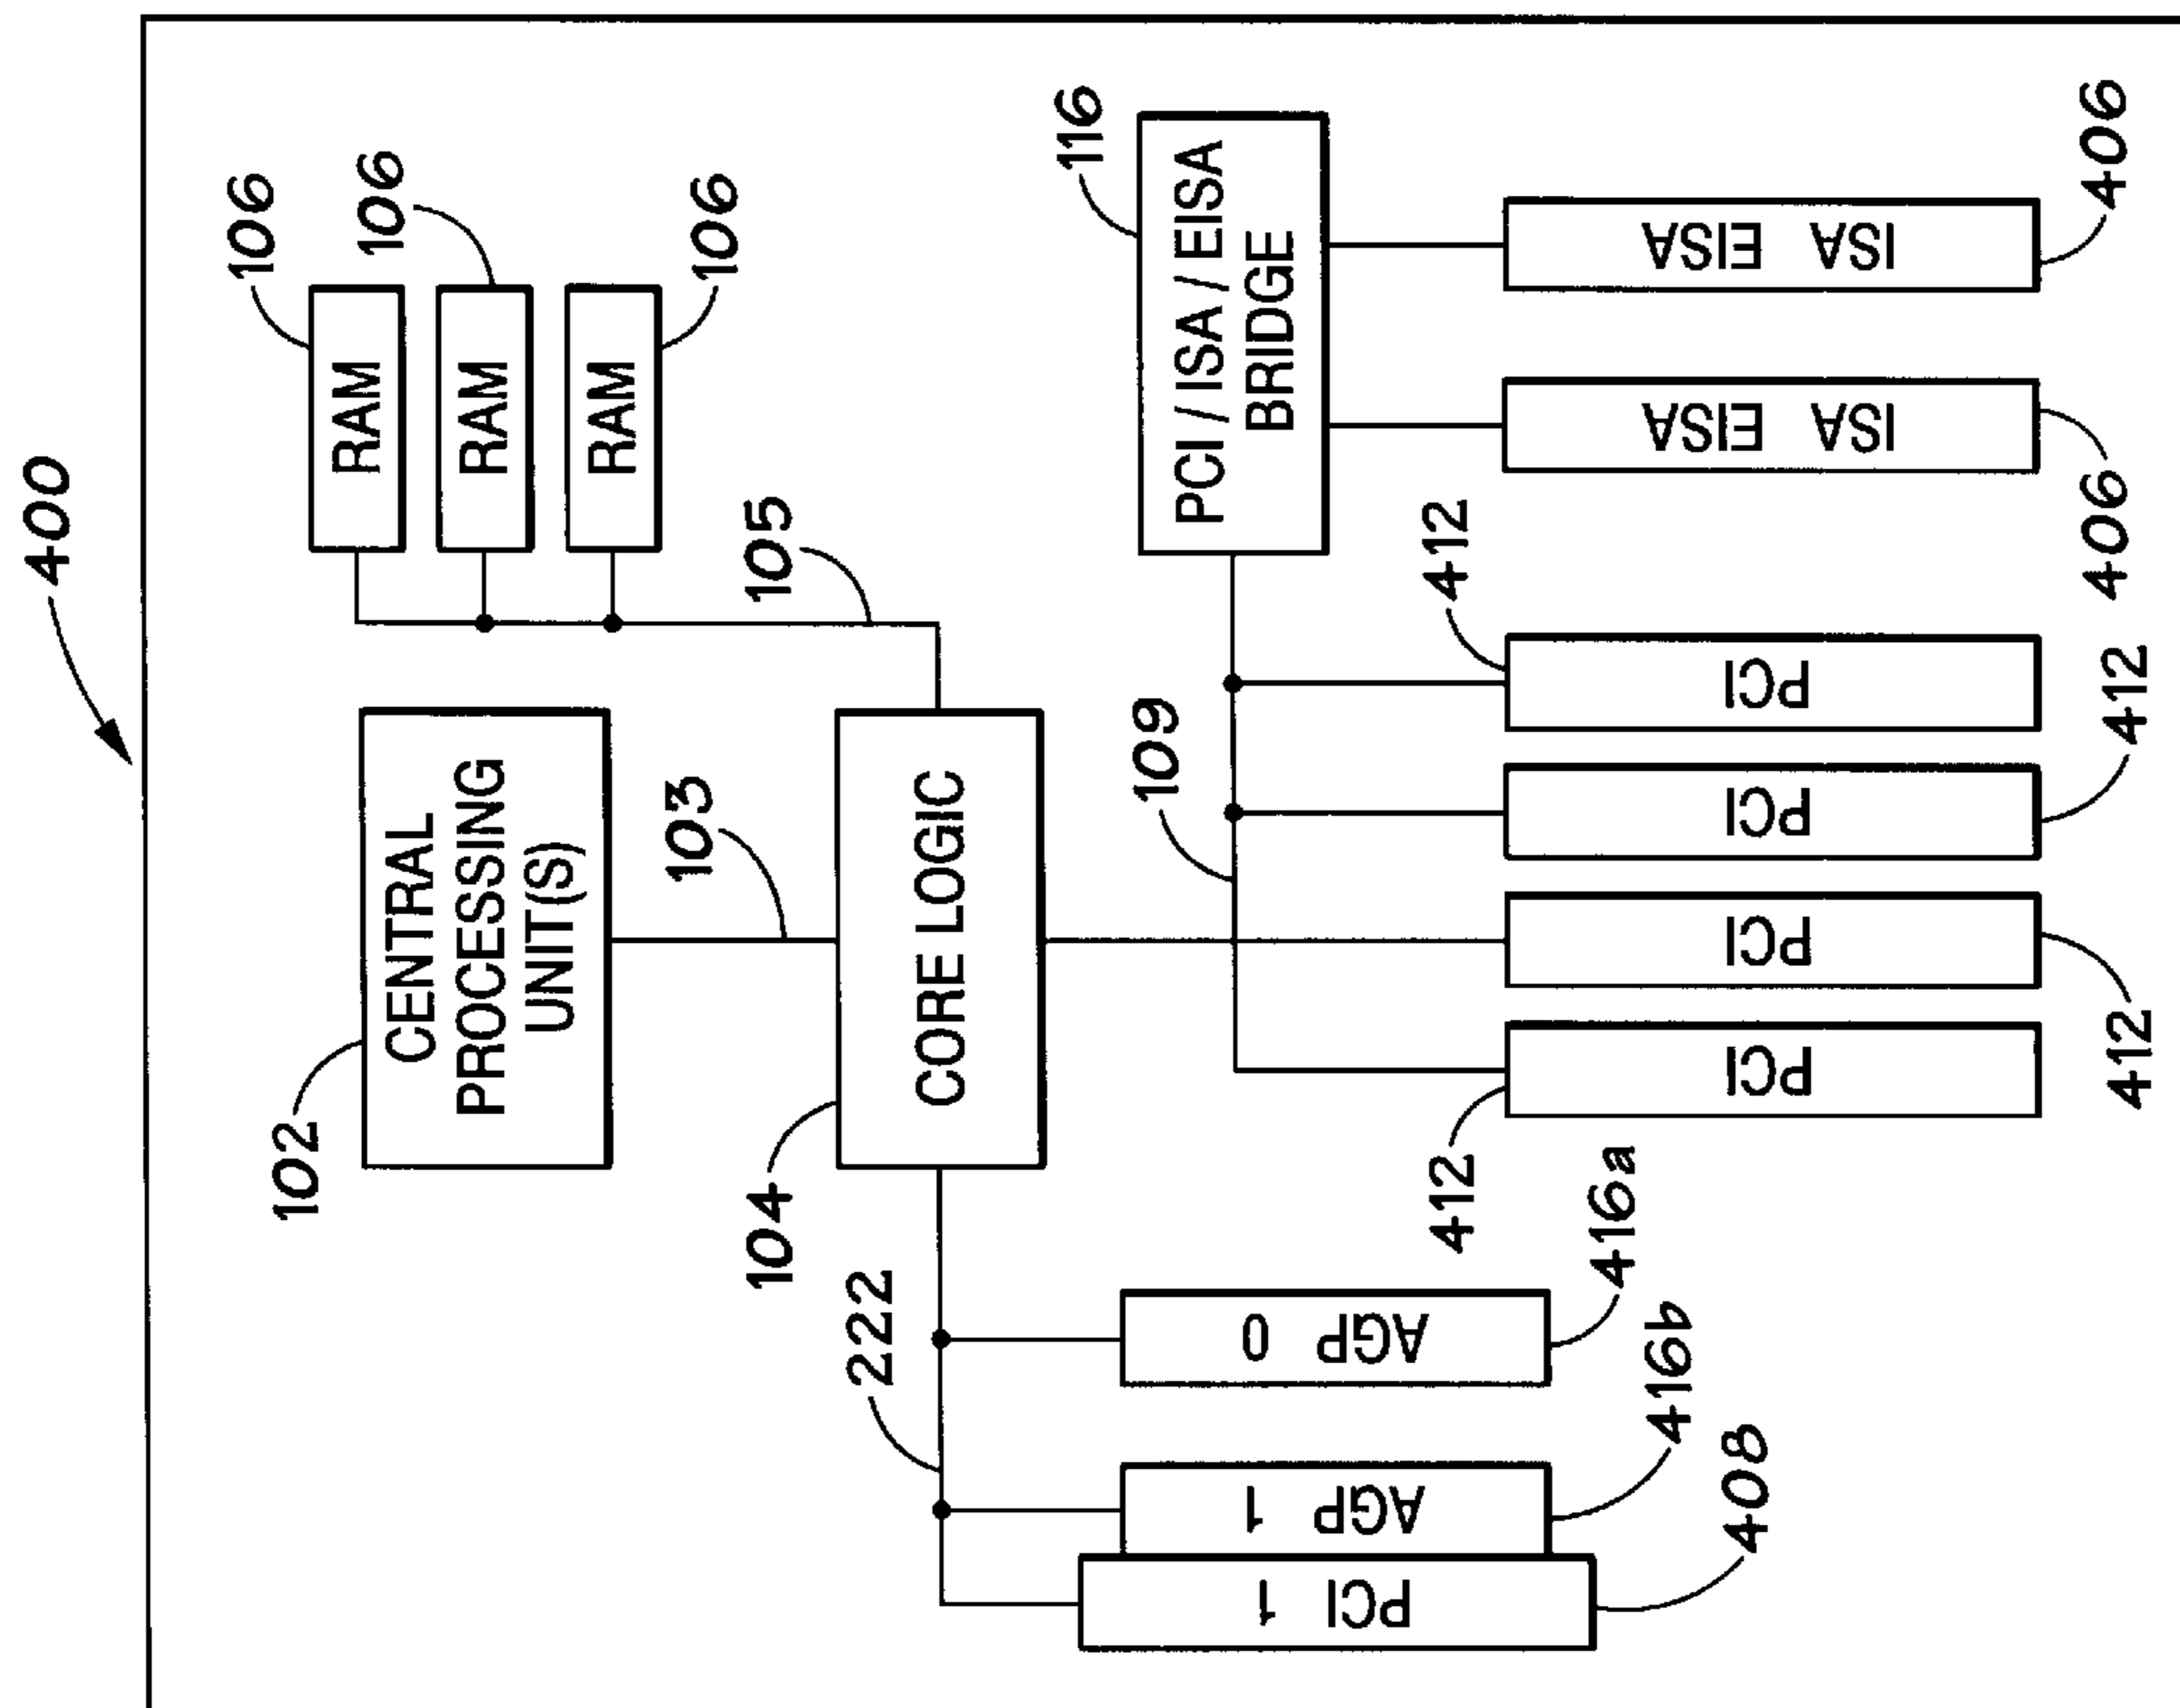 400
106
RAM
106
RAM
RAM
106
102
CENTRAL
PROCESSING
UNIT(S)
103
105
104
CORE LOGIC
222
109
116
PCI / ISA / EISA
BRIDGE
AGP 0
416a
AGP 1
416b
PCI 1
408
412
PCI
PCI
412
PCI
412
412
PCI
ISA EISA
406
ISA EISA
406